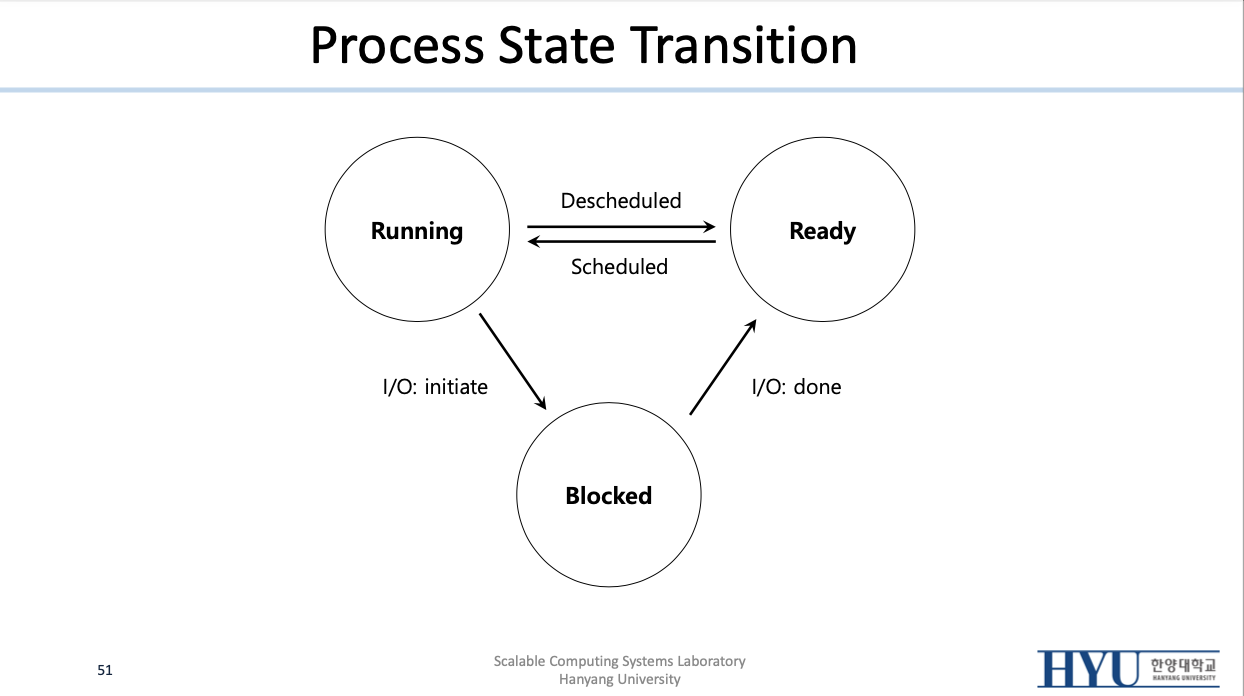 Process State Transition
Descheduled
Running
Ready
Scheduled
I/O: initiate
I/O: done
Blocked
51
Scalable Computing Systems Laboratory
Hanyang University
HYU
한양대학교
HANYANG UNIVERSITY